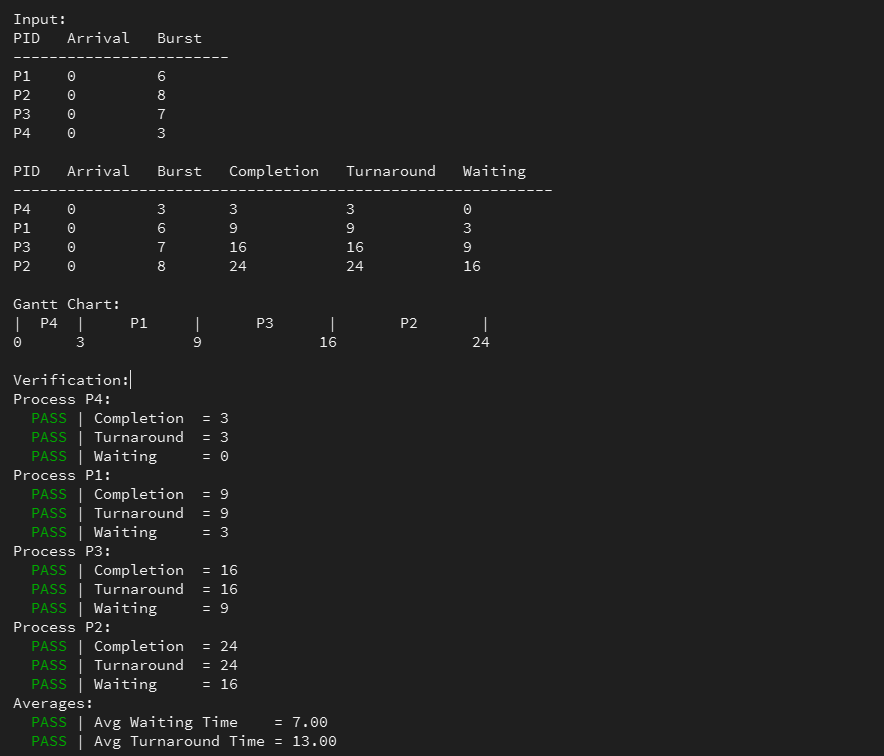 Input:
PID   Arrival   Burst
------------------------
P1    0         6
P2    0         8
P3    0         7
P4    0         3
PID   Arrival   Burst   Completion   Turnaround   Waiting
------------------------------------------------------------
P4    0         3       3            3            0
P1    0         6       9            9            3
P3    0         7       16           16           9
P2    0         8       24           24           16
Gantt Chart:
|  P4  |     P1     |      P3      |       P2       |
0      3            9             16               24
Verification:
Process P4:
  PASS | Completion  = 3
  PASS | Turnaround  = 3
  PASS | Waiting     = 0
Process P1:
  PASS | Completion  = 9
  PASS | Turnaround  = 9
  PASS | Waiting     = 3
Process P3:
  PASS | Completion  = 16
  PASS | Turnaround  = 16
  PASS | Waiting     = 9
Process P2:
  PASS | Completion  = 24
  PASS | Turnaround  = 24
  PASS | Waiting     = 16
Averages:
  PASS | Avg Waiting Time    = 7.00
  PASS | Avg Turnaround Time = 13.00